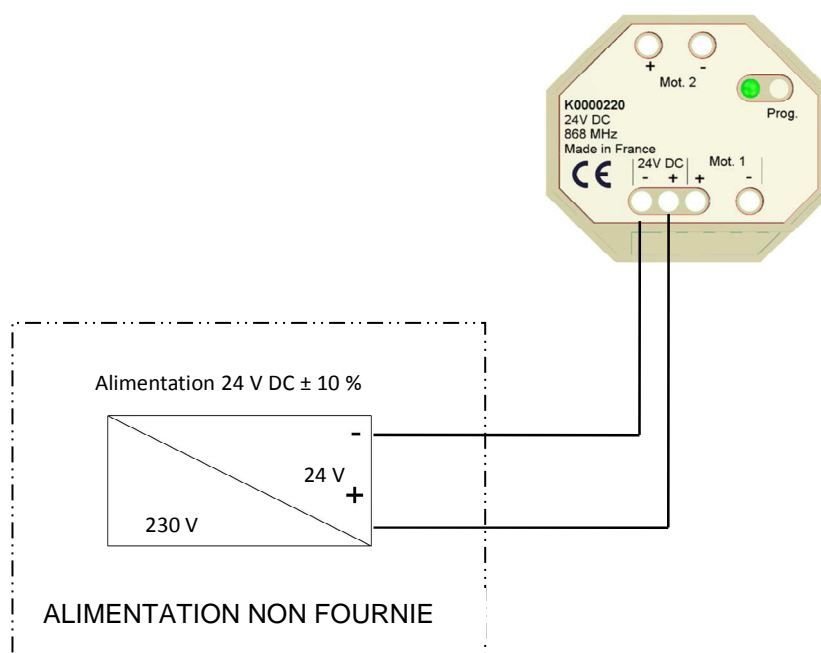 + -
Mot. 2
Prog.
K0000220
24V DC
868 MHz
Made in France
CE
24V DC Mot. 1
- + + -
Alimentation 24 V DC ± 10 %
-
24 V
+
230 V
ALIMENTATION NON FOURNIE